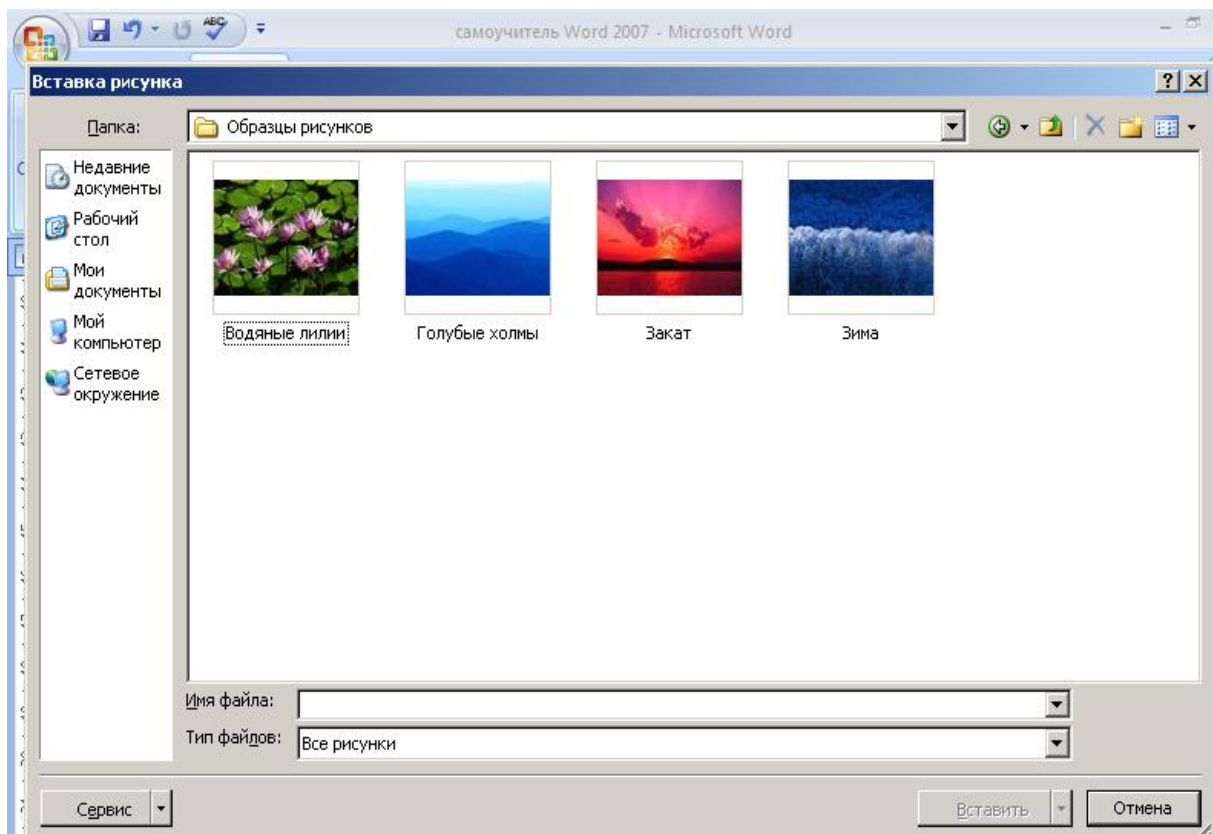 ABC
самоучитель Word 2007 - Microsoft Word
Вставка рисунка
Папка:
Образцы рисунков
Недавние
документы
Рабочий
стол
Мои
документы
Мой
компьютер
Сетевое
окружение
Водяные лилии
Голубые холмы
Закат
Зима
Имя файла:
Тип файлов:
Все рисунки
Сервис
Вставить
Отмена